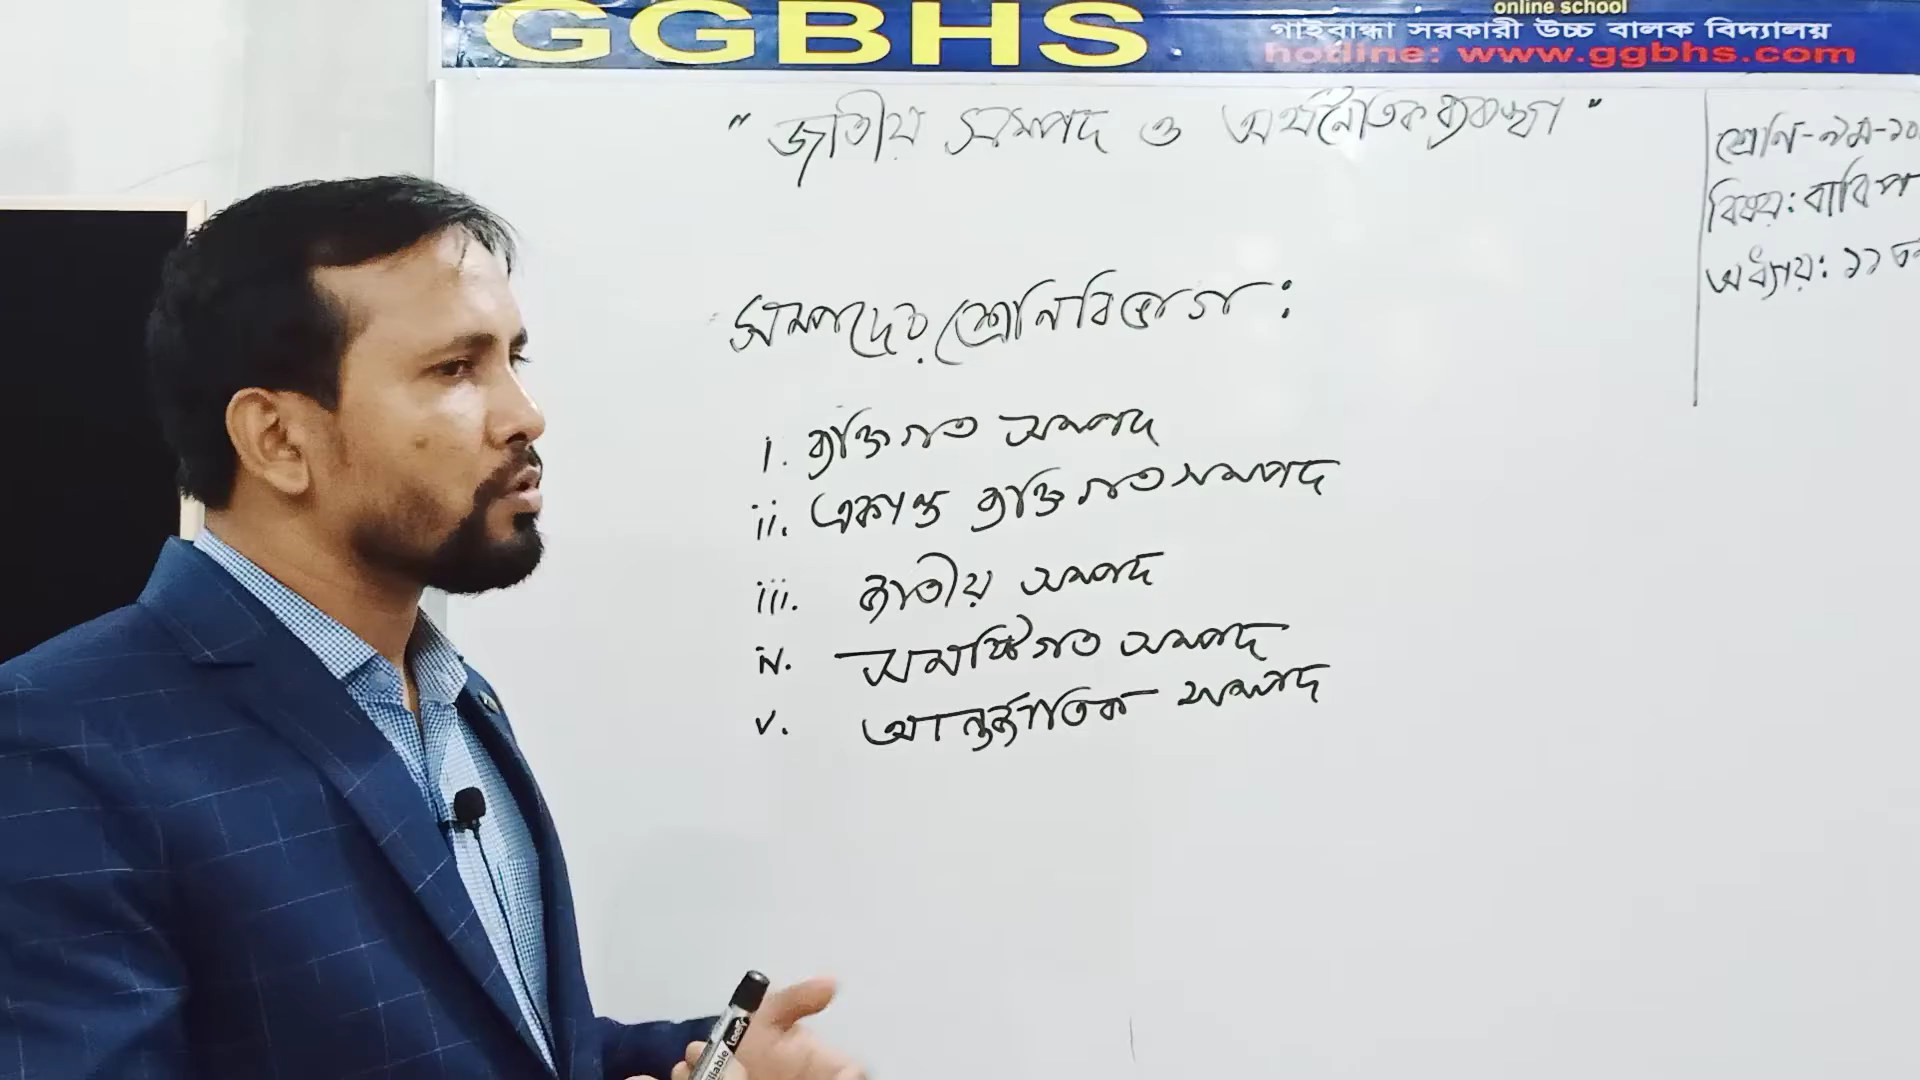 online school
GGBHS
গাইবান্ধা সরকারী উচ্চ বালক বিদ্যালয়
hotline: www.ggbhs.com
"জাতীয় সম্পদ ও অর্থনৈতিক ব্যবস্থা"
শ্রেণি-৯ম-১০
বিষয়: বাবিপ
অধ্যায়: ১১
সম্পদের শ্রেণিবিভাগ:
i. ব্যক্তিগত সম্পদ
ii. একান্ত ব্যক্তিগত সম্পদ
iii. জাতীয় সম্পদ
iv. সমষ্টিগত সম্পদ
v. আন্তর্জাতিক সম্পদ